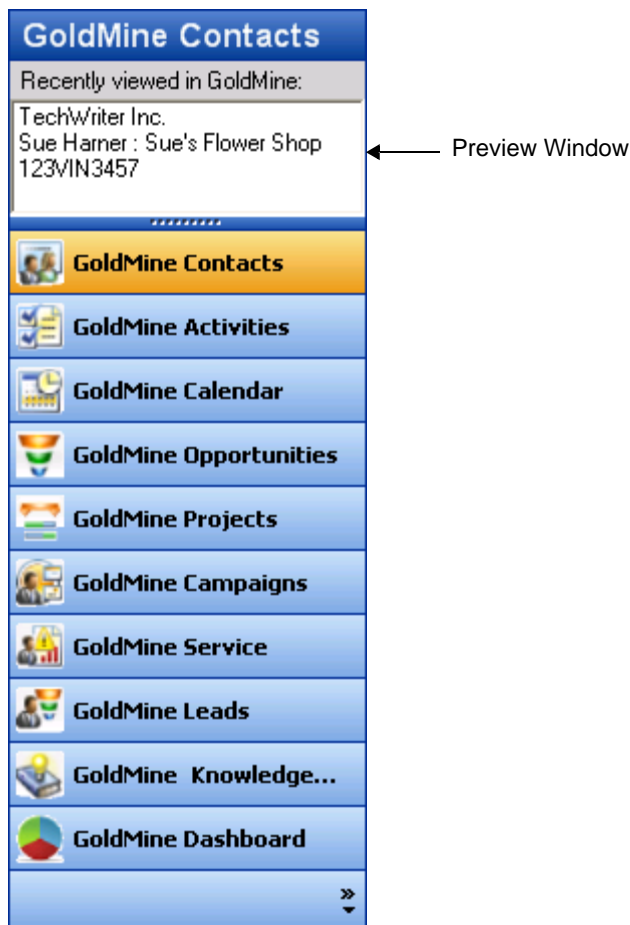 GoldMine Contacts
Recently viewed in GoldMine:
TechWriter Inc.
Sue Harner : Sue's Flower Shop
123VIN3457
Preview Window
GoldMine Contacts
GoldMine Activities
GoldMine Calendar
GoldMine Opportunities
GoldMine Projects
GoldMine Campaigns
GoldMine Service
GoldMine Leads
GoldMine  Knowledge...
GoldMine Dashboard